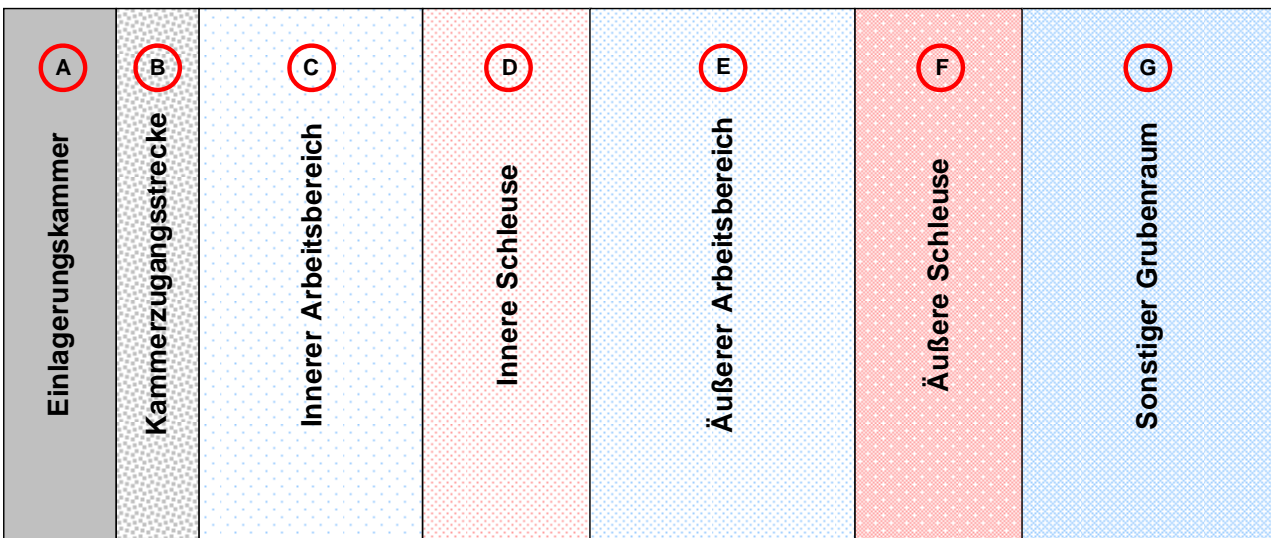 A
Einlagerungskammer
B
Kammerzugangsstrecke
C
Innerer Arbeitsbereich
D
Innere Schleuse
E
Äußerer Arbeitsbereich
F
Äußere Schleuse
G
Sonstiger Grubenraum